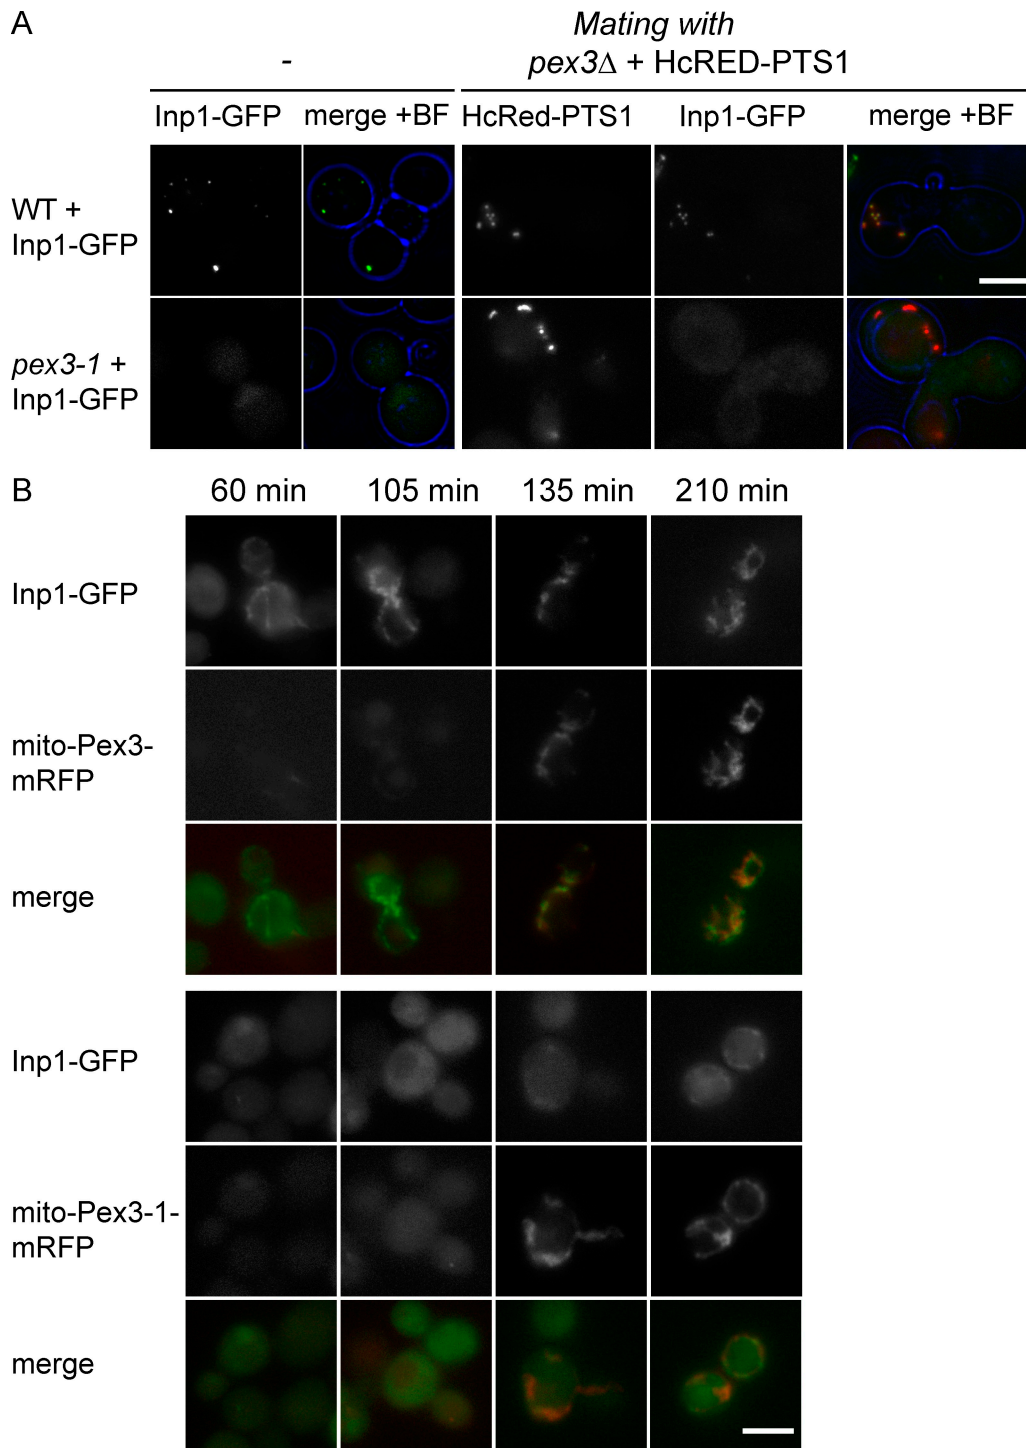 A
Mating with
-
pex3Δ + HcRED-PTS1
Inp1-GFP
merge +BF
HcRed-PTS1
Inp1-GFP
merge +BF
WT +
Inp1-GFP
pex3-1 +
Inp1-GFP
B
60 min
105 min
135 min
210 min
Inp1-GFP
mito-Pex3-
mRFP
merge
Inp1-GFP
mito-Pex3-1-
mRFP
merge